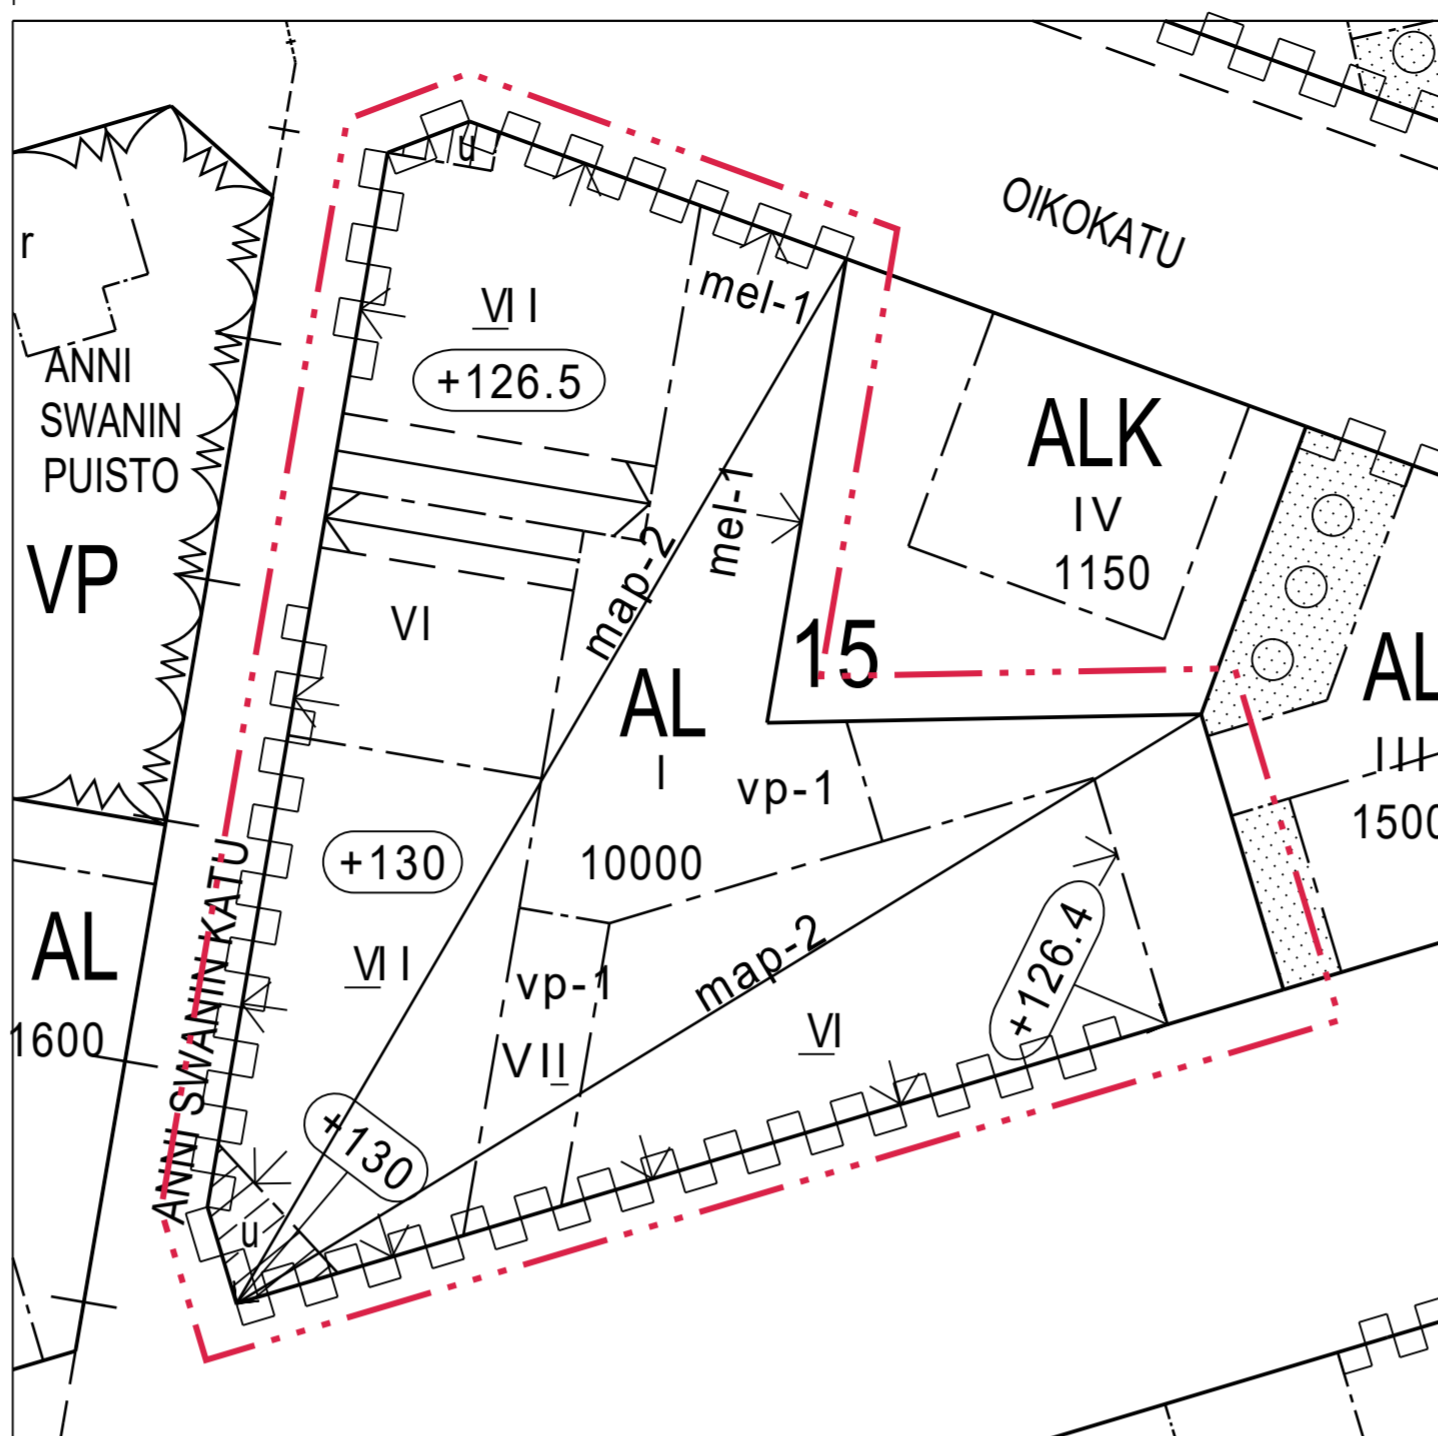 u
OIKOKATU
r
mel-1
VII
+126.5
ANNI
SWANIN
PUISTO
ALK
IV
1150
mel-1
map-2
VP
VI
15
AL
I
vp-1
10000
AL
III
1500
+130
VII
vp-1
VII
map-2
+126.4
VI
AL
1600
ANNI SWANIN KATU
+130
u